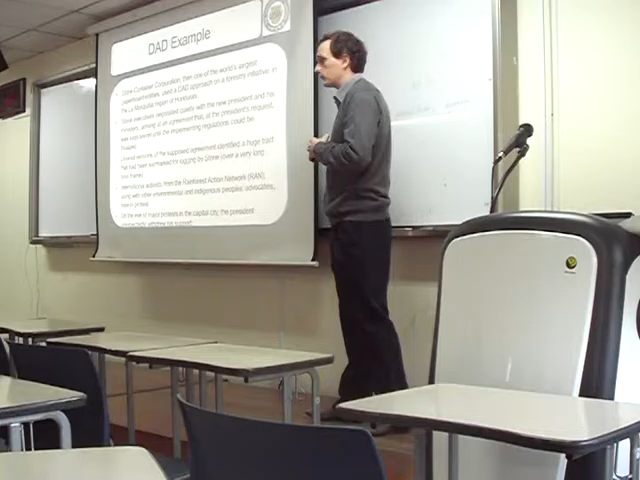 DAD Example
Stone Container Corporation, then one of the world's largest
paper companies, used a DAD approach on a forestry initiative, in
the La Mosquitia region of Honduras.
Stone executives negotiated quietly with the new president and his
ministers, arriving at an agreement that, at the president's request,
was kept secret until the implementing regulations could be
finalized.
Leaked versions of the supposed agreement identified a huge tract
that had been earmarked for logging by Stone over a very long
time frame.
International activists, from the Rainforest Action Network (RAN),
along with other environmental and indigenous peoples' advocates,
On the eve of major protests in the capital city, the president